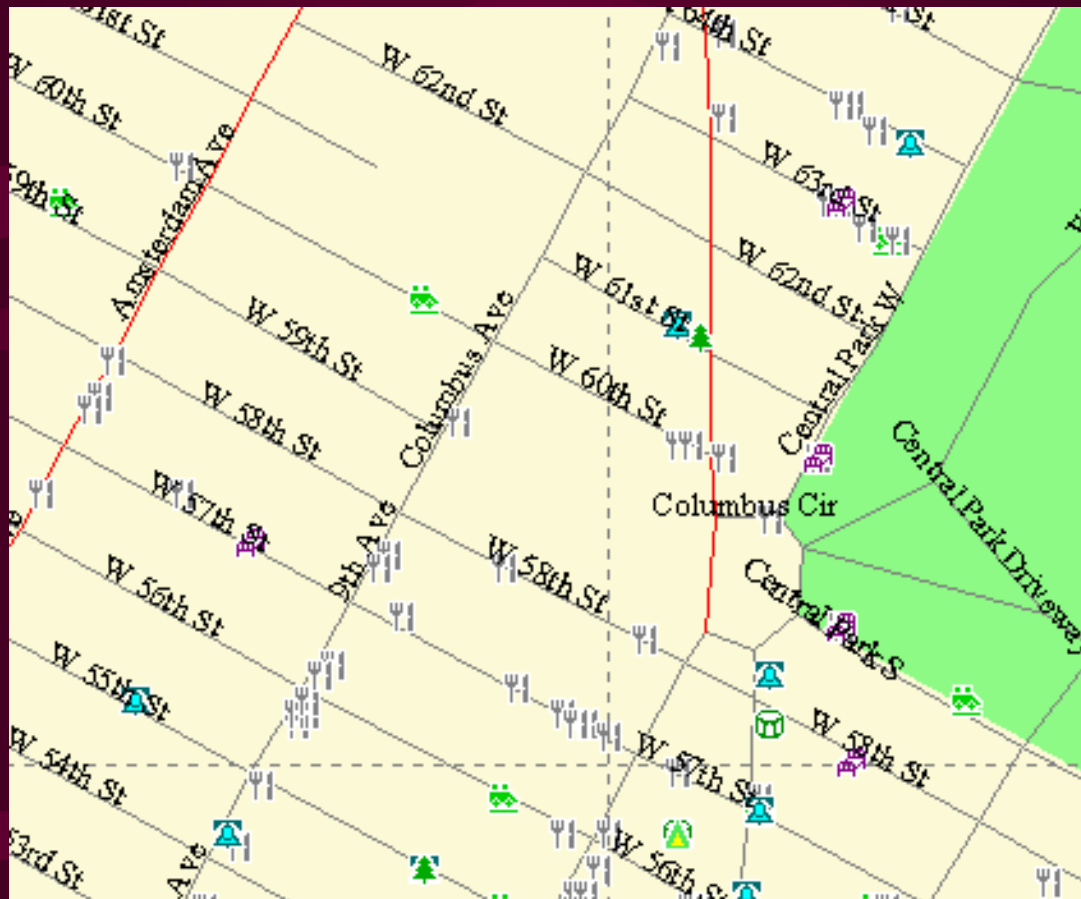 W 64th St
St
W 62nd St
W 60th St
Amsterdam Ave
W 63rd St
W 61st St
W 62nd St
W 59th St
Columbus Ave
W 60th St
Central Park W
W 58th St
Columbus Cir
Central Park Driveway
W 57th St
9th Ave
W 58th St
Central Park S
W 56th St
W 55th St
W 58th St
W 57th St
W 54th St
53rd St
Ave
W 56th St